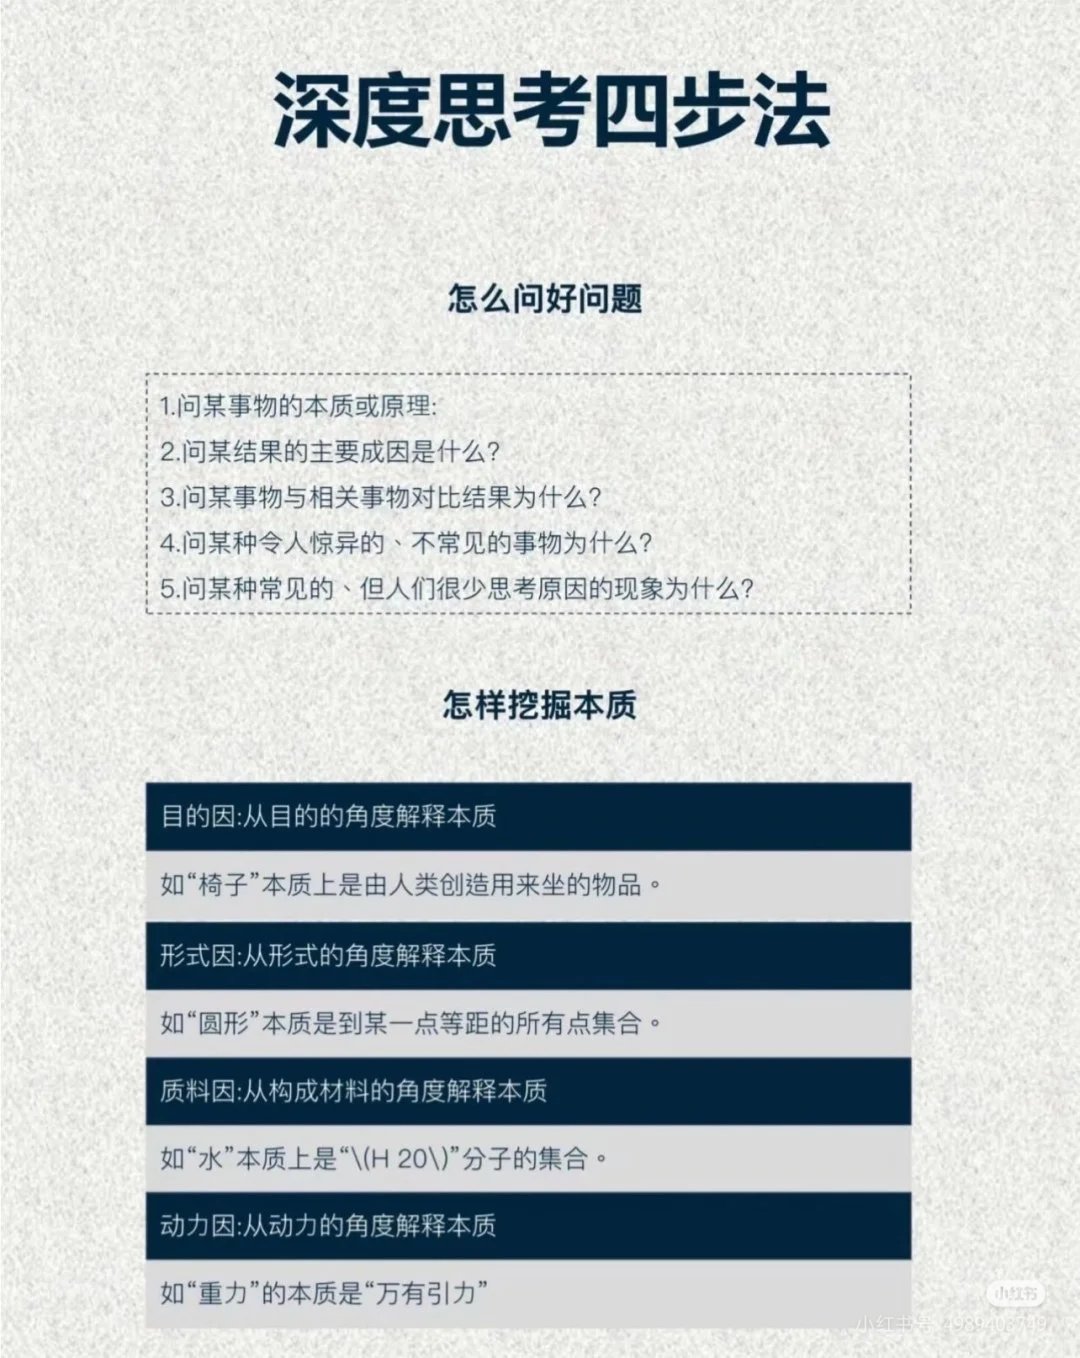 深度思考四步法
怎么问好问题
1.问某事物的本质或原理:
2.问某结果的主要成因是什么?
3.问某事物与相关事物对比结果为什么?
4.问某种令人惊异的、不常见的事物为什么?
5.问某种常见的、但人们很少思考原因的现象为什么?
怎样挖掘本质
目的因:从目的的角度解释本质
如“椅子”本质上是由人类创造用来坐的物品。
形式因:从形式的角度解释本质
如“圆形”本质是到某一点等距的所有点集合。
质料因:从构成材料的角度解释本质
如“水”本质上是“\(H 20\)”分子的集合。
动力因:从动力的角度解释本质
如“重力”的本质是“万有引力”
小红书
小红书号